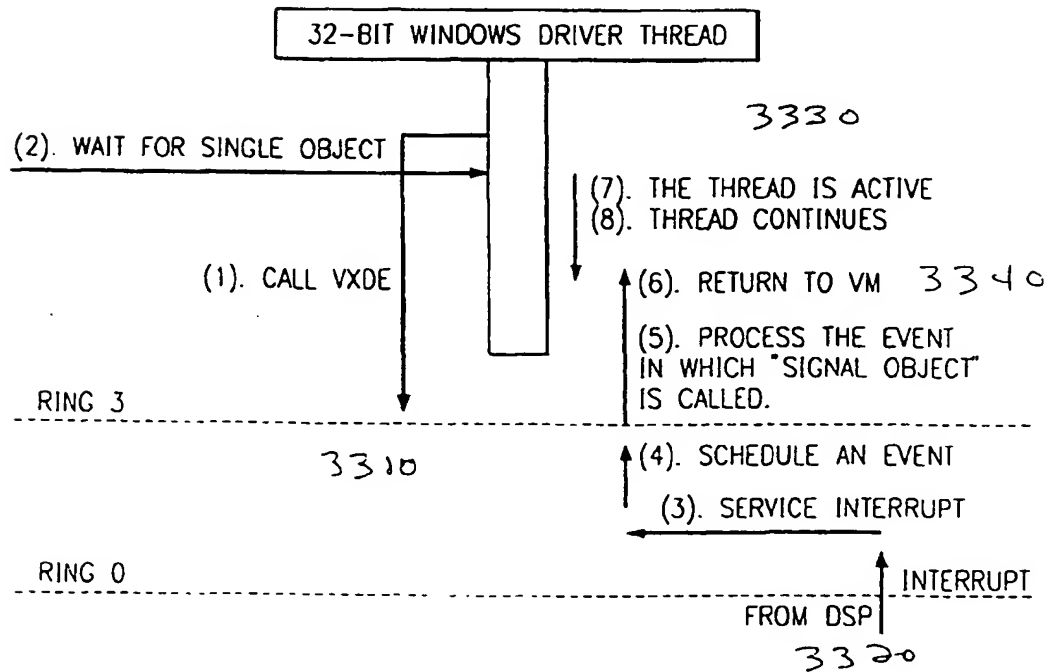 32-BIT WINDOWS DRIVER THREAD
3330
(2). WAIT FOR SINGLE OBJECT
(7). THE THREAD IS ACTIVE
(8). THREAD CONTINUES
(1). CALL VXDE
(6). RETURN TO VM 3340
(5). PROCESS THE EVENT
IN WHICH "SIGNAL OBJECT"
IS CALLED.
RING 3
3310
(4). SCHEDULE AN EVENT
(3). SERVICE INTERRUPT
RING 0
INTERRUPT
FROM DSP
3320